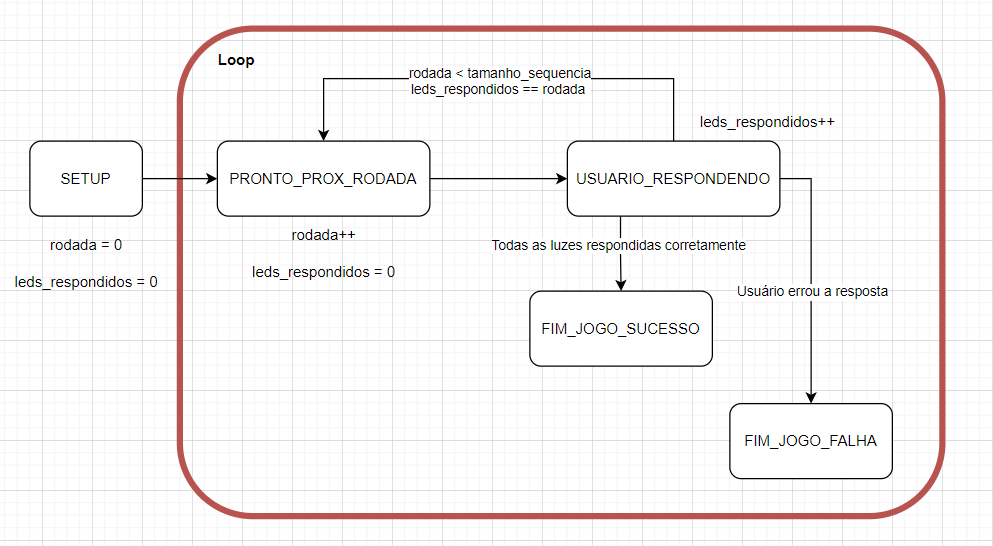 Loop
rodada < tamanho_sequencia
leds_respondidos == rodada
leds_respondidos++
SETUP
PRONTO_PROX_RODADA
USUARIO_RESPONDENDO
rodada = 0
leds_respondidos = 0
rodada++
leds_respondidos = 0
Todas as luzes respondidas corretamente
Usuário errou a resposta
FIM_JOGO_SUCESSO
FIM_JOGO_FALHA